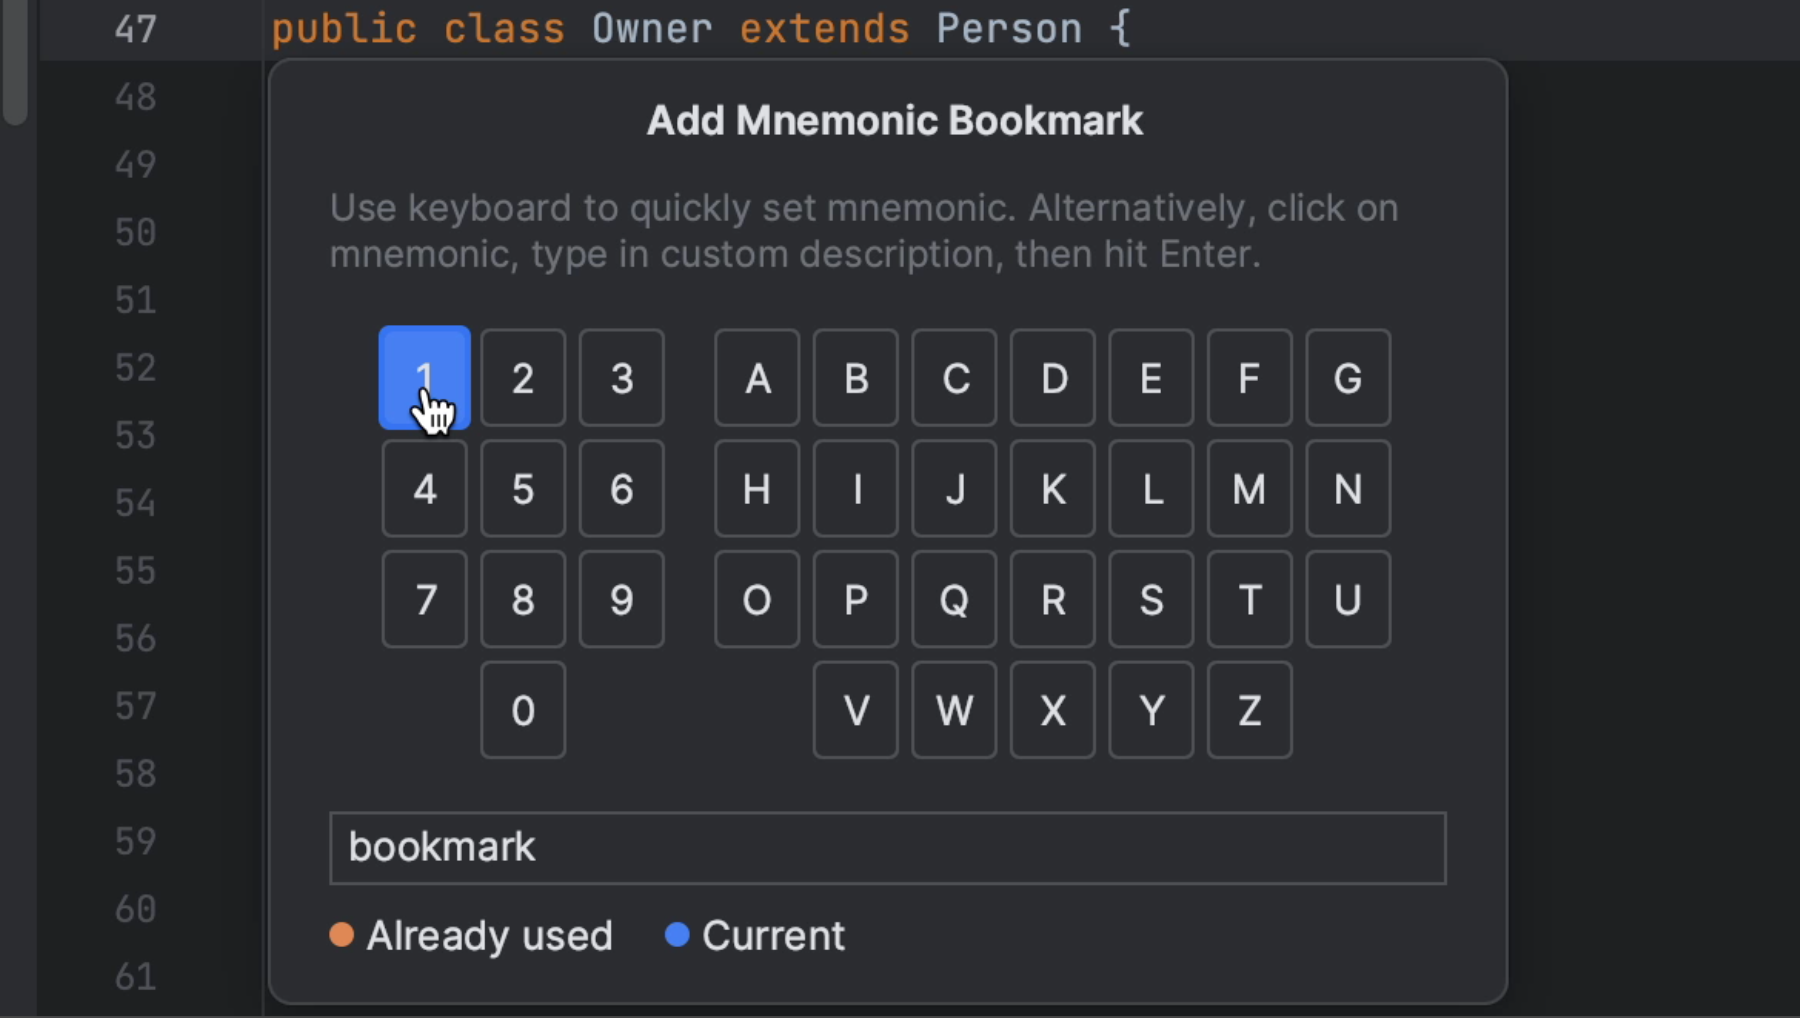 47 public class Owner extends Person {
48
Add Mnemonic Bookmark
49
Use keyboard to quickly set mnemonic. Alternatively, click on
50
mnemonic, type in custom description, then hit Enter.
51
52 1 2 3 A B C D E F G
53
54 4 5 6 H I J K L M N
55
7 8 9 O P Q R S T U
56
57 0 V W X Y Z
58
59 bookmark
60
Already used Current
61